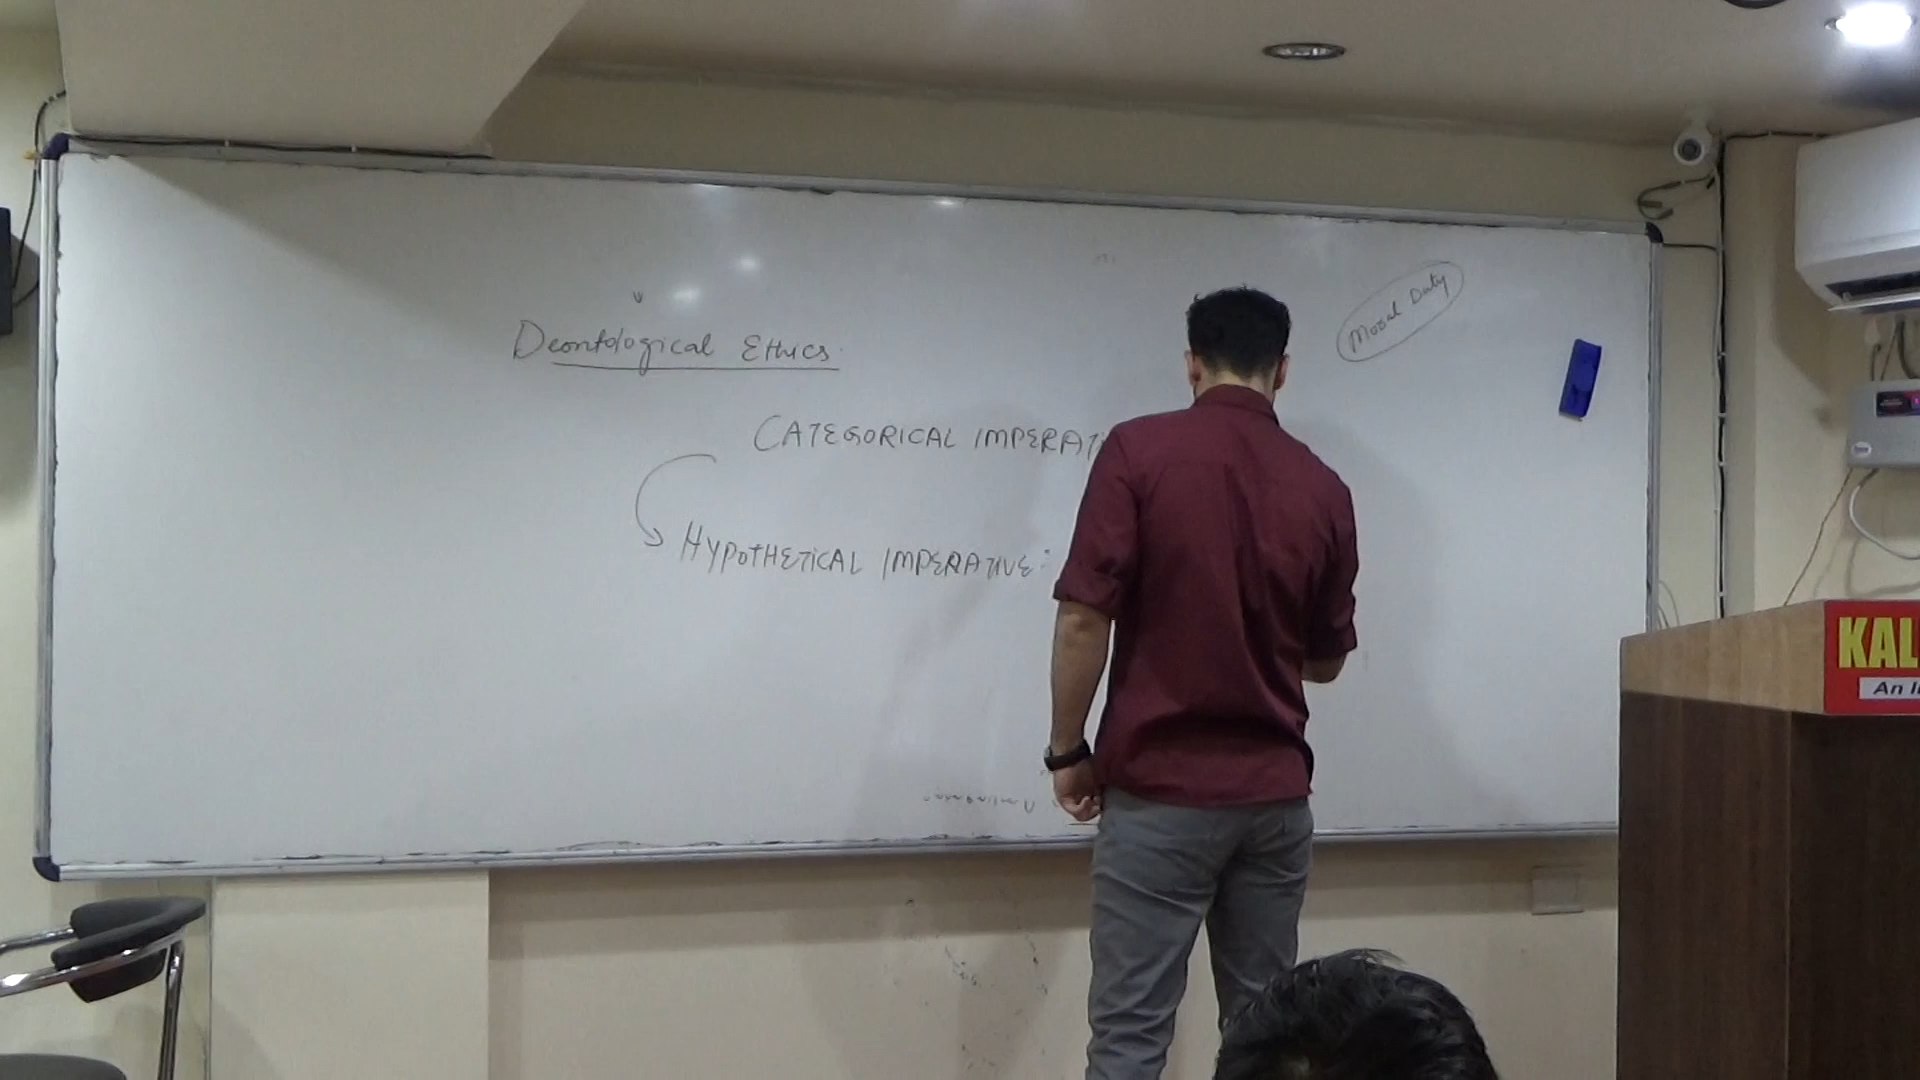 Moral Duty
Deontological Ethics.
CATEGORICAL IMPERAT
HYPOTHETICAL IMPERATIVE:
KAL
An I